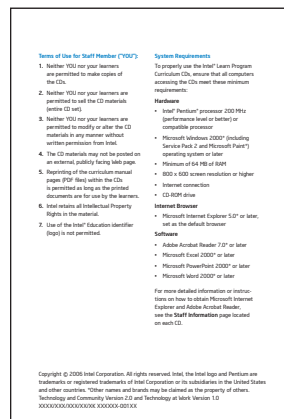 Terms of Use for Staff Member ("YOU"):
1. Neither YOU nor your learners
are permitted to make copies of
the CDs.
2. Neither YOU nor your learners are
permitted to sell the CD materials
(entire CD set).
3. Neither YOU nor your learners are
permitted to modify or alter the CD
materials in any manner without
written permission from Intel.
4. The CD materials may not be posted on
an external, publicly facing Web page.
5. Reprinting of the curriculum manual
pages (PDF files) within the CDs
is permitted as long as the printed
documents are for use by the learners.
6. Intel retains all Intellectual Property
Rights in the material.
7. Use of the Intel® Education identifier
(logo) is not permitted.
System Requirements
To properly use the Intel® Learn Program
Curriculum CDs, ensure that all computers
accessing the CDs meet these minimum
requirements:
Hardware
• Intel® Pentium® processor 200 MHz
(performance level or better) or
compatible processor
• Microsoft Windows 2000* (including
Service Pack 2 and Microsoft Paint*)
operating system or later
• Minimum of 64 MB of RAM
• 800 x 600 screen resolution or higher
• Internet connection
• CD-ROM drive
Internet Browser
• Microsoft Internet Explorer 5.0* or later,
set as the default browser
Software
• Adobe Acrobat Reader 7.0* or later
• Microsoft Excel 2000* or later
• Microsoft PowerPoint 2000* or later
• Microsoft Word 2000* or later
For more detailed information or instruc-
tions on how to obtain Microsoft Internet
Explorer and Adobe Acrobat Reader,
see the Staff Information page located
on each CD.
Copyright © 2006 Intel Corporation. All rights reserved. Intel, the Intel logo and Pentium are
trademarks or registered trademarks of Intel Corporation or its subsidiaries in the United States
and other countries. *Other names and brands may be claimed as the property of others.
Technology and Community Version 2.0 and Technology at Work Version 1.0
XXXX/XXX/XXX/XX/XX XXXXXX-001XX